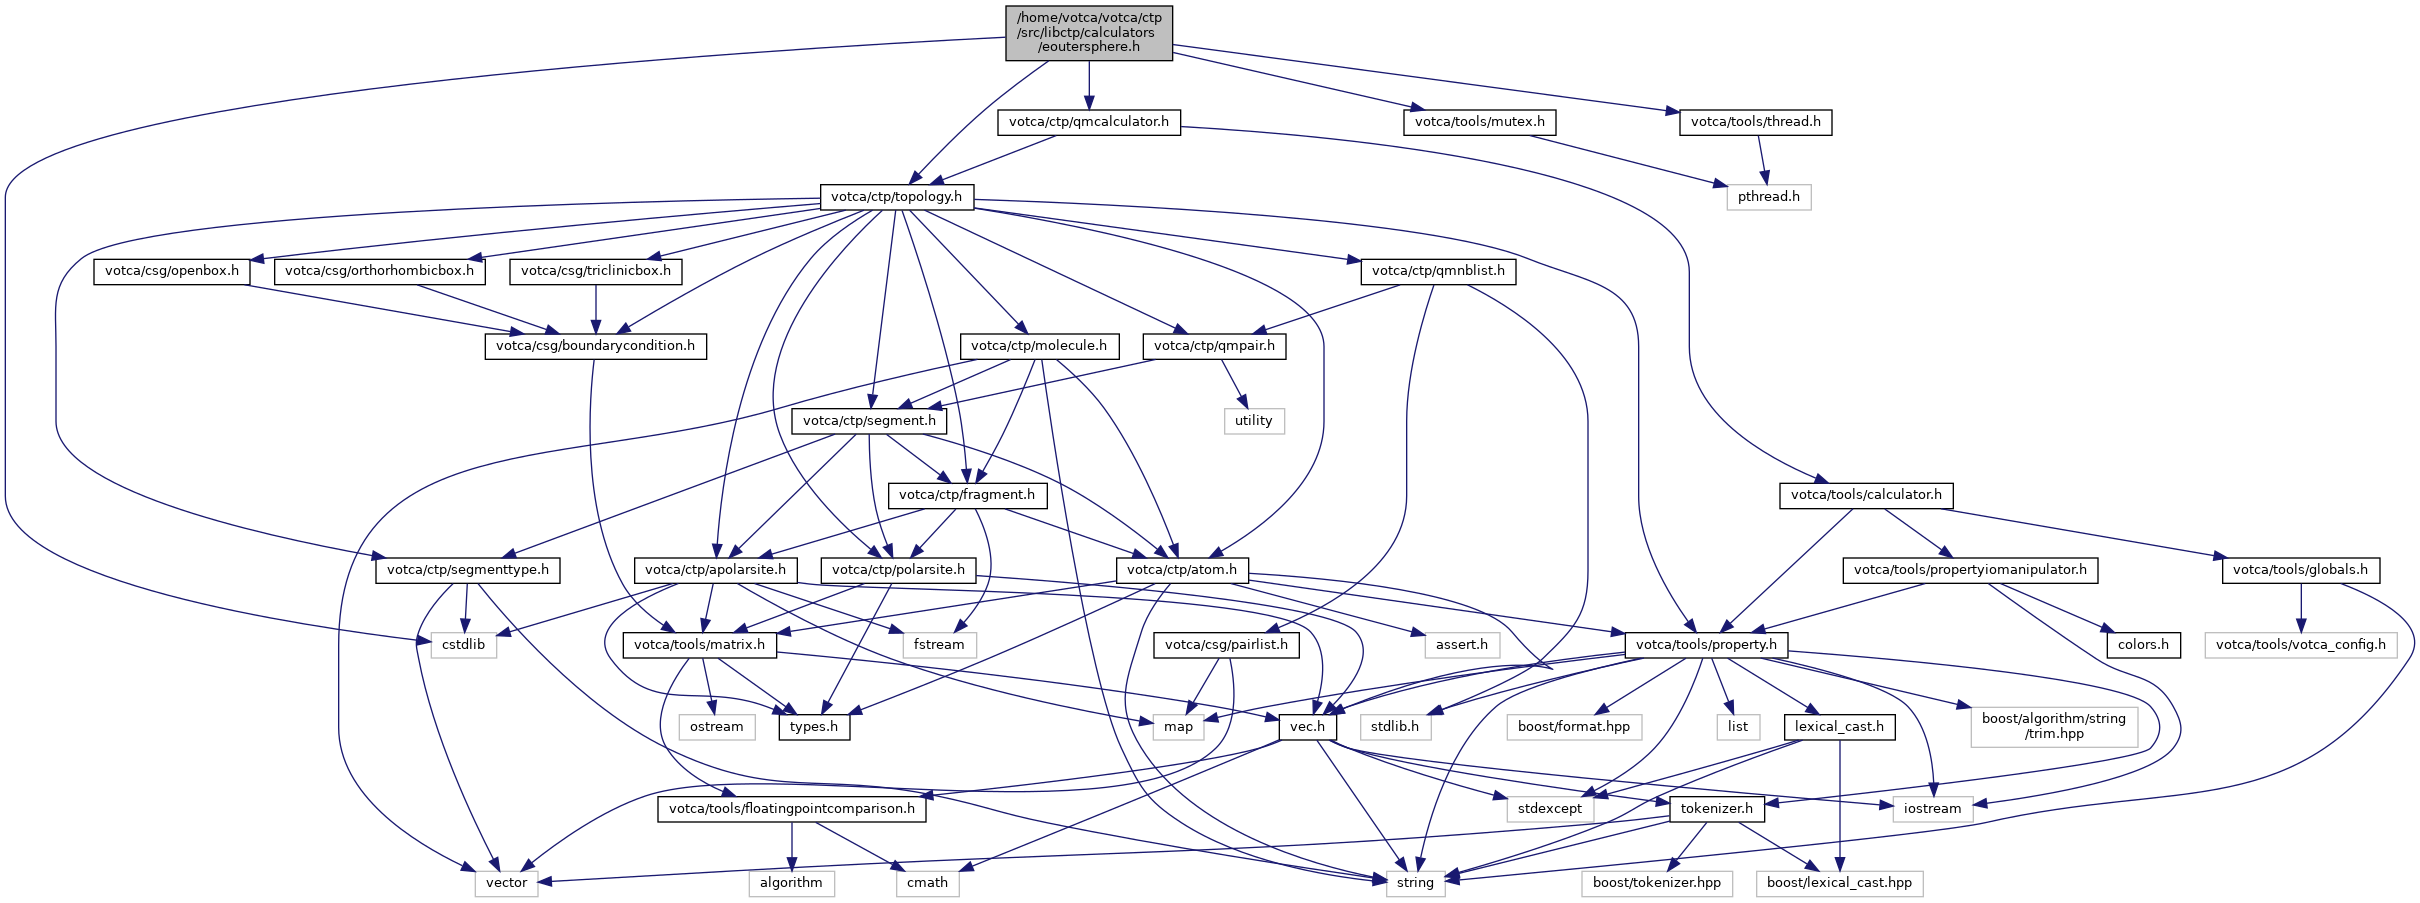 /home/votca/votca/ctp
/src/libctp/calculators
/eoutersphere.h
votca/ctp/qmcalculator.h
votca/tools/mutex.h
votca/tools/thread.h
votca/ctp/topology.h
pthread.h
votca/csg/openbox.h
votca/csg/orthorhombicbox.h
votca/csg/triclinicbox.h
votca/ctp/qmnblist.h
votca/csg/boundarycondition.h
votca/ctp/molecule.h
votca/ctp/qmpair.h
votca/ctp/segment.h
utility
votca/ctp/fragment.h
votca/tools/calculator.h
votca/ctp/segmenttype.h
votca/ctp/apolarsite.h
votca/ctp/polarsite.h
votca/ctp/atom.h
votca/tools/propertyiomanipulator.h
votca/tools/globals.h
cstdlib
votca/tools/matrix.h
fstream
votca/csg/pairlist.h
assert.h
votca/tools/property.h
colors.h
votca/tools/votca_config.h
ostream
types.h
map
vec.h
stdlib.h
boost/format.hpp
list
lexical_cast.h
boost/algorithm/string
/trim.hpp
votca/tools/floatingpointcomparison.h
stdexcept
tokenizer.h
iostream
vector
algorithm
cmath
string
boost/tokenizer.hpp
boost/lexical_cast.hpp